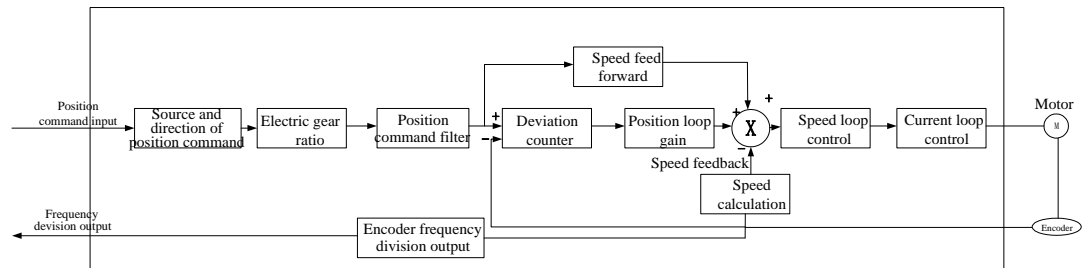 Speed feed
forward
Position
command input
Source and
direction of
position command
Electric gear
ratio
Position
command filter
+
−
Deviation
counter
Position loop
gain
+
+
X
−
Speed loop
control
Current loop
control
Motor
M
Speed feedback
Speed
calculation
Frequency
devision output
Encoder frequency
division output
Encoder